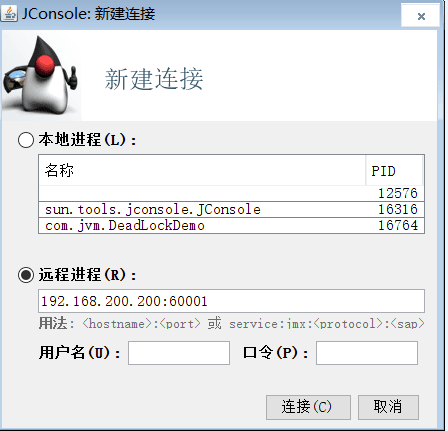 JConsole: 新建连接
新建连接
本地进程(L):
名称 PID
12576
sun.tools.jconsole.JConsole 16316
com.jvm.DeadLockDemo 16764
远程进程(R):
192.168.200.200:60001
用法: <hostname>:<port> 或 service:jmx:<protocol>:<sap>
用户名(U): 口令(P):
连接(C) 取消